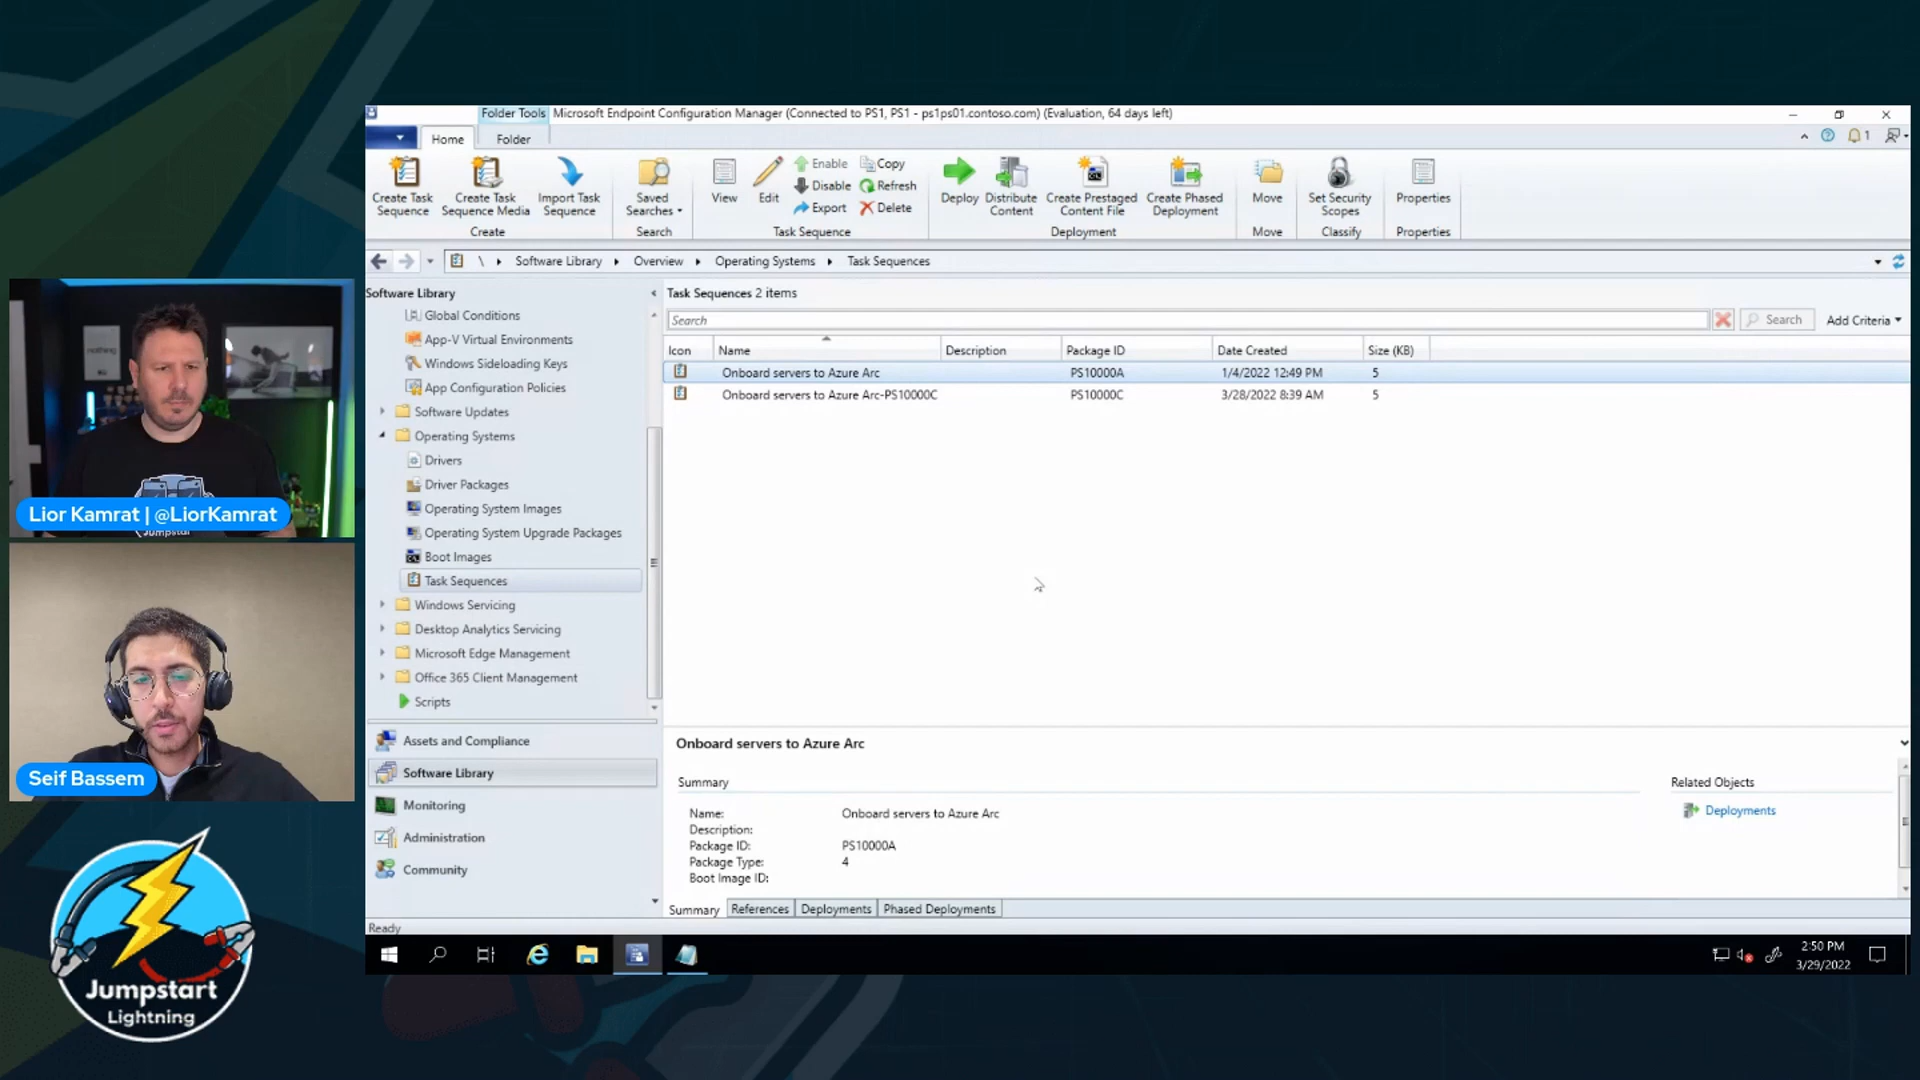 Folder Tools Microsoft Endpoint Configuration Manager (Connected to PS1, PS1 - ps1ps01.contoso.com) (Evaluation, 64 days left)
Home Folder
1
Create Task Sequence
Create Task Sequence Media
Import Task Sequence
Saved Searches
View
Edit
Enable
Disable
Export
Copy
Refresh
Delete
Deploy
Distribute Content
Create Prestaged Content File
Create Phased Deployment
Move
Set Security Scopes
Properties
Create Search Task Sequence Deployment Move Classify Properties
\ Software Library Overview Operating Systems Task Sequences
Software Library
Global Conditions
App-V Virtual Environments
Windows Sideloading Keys
App Configuration Policies
Software Updates
Operating Systems
Drivers
Driver Packages
Operating System Images
Operating System Upgrade Packages
Boot Images
Task Sequences
Windows Servicing
Desktop Analytics Servicing
Microsoft Edge Management
Office 365 Client Management
Scripts
Assets and Compliance
Software Library
Monitoring
Administration
Community
Task Sequences 2 items
Search Search Add Criteria
Icon Name Description Package ID Date Created Size (KB)
Onboard servers to Azure Arc PS10000A 1/4/2022 12:49 PM 5
Onboard servers to Azure Arc-PS10000C PS10000C 3/28/2022 8:39 AM 5
Onboard servers to Azure Arc
Summary
Name: Onboard servers to Azure Arc
Description:
Package ID: PS10000A
Package Type: 4
Boot Image ID:
Related Objects
Deployments
Summary References Deployments Phased Deployments
Ready
2:50 PM
3/29/2022
nothing
Lior Kamrat | @LiorKamrat
Jumpstart
Seif Bassem
Jumpstart
Lightning